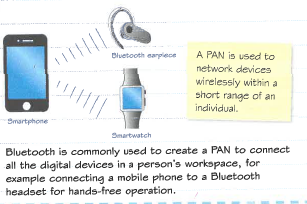 Bluetooth earpiece
A PAN is used to
network devices
wirelessly within a
short range of an
individual.
Smartphone
Smartwatch
Bluetooth is commonly used to create a PAN to connect
all the digital devices in a person's workspace, for
example connecting a mobile phone to a Bluetooth
headset for hands-free operation.